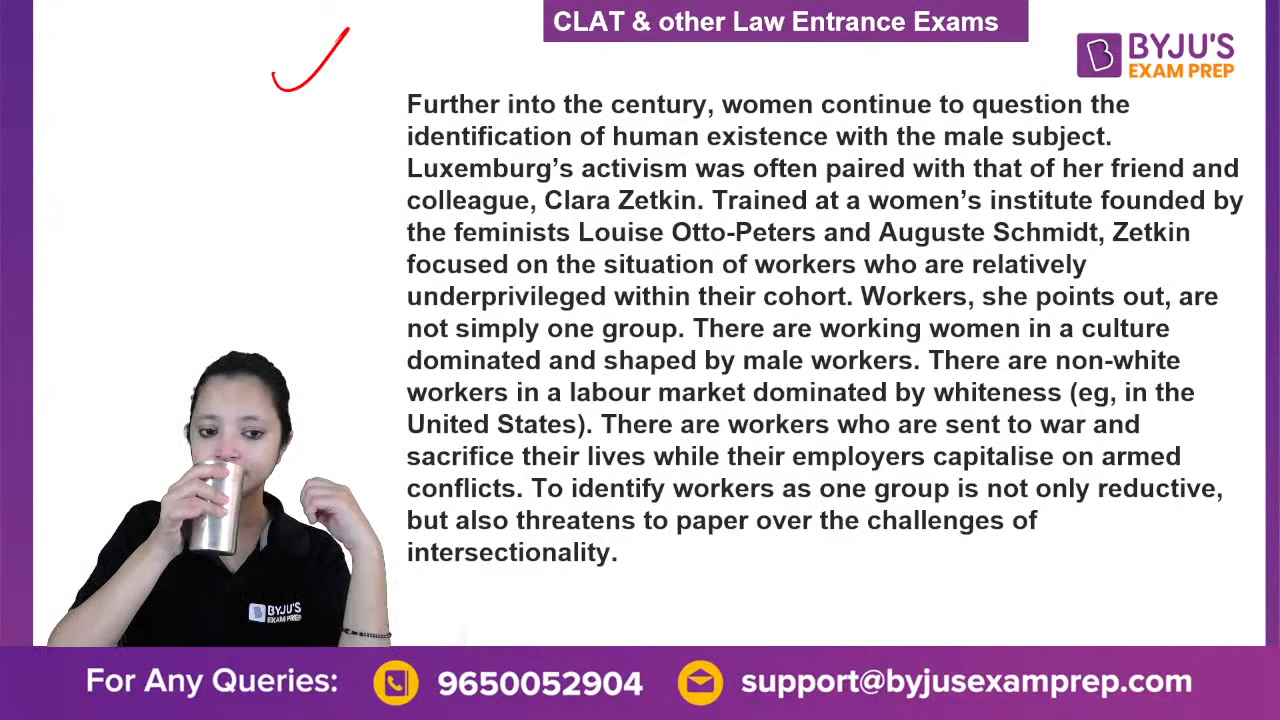 CLAT & other Law Entrance Exams
BYJU'S
EXAM PREP
Further into the century, women continue to question the
identification of human existence with the male subject.
Luxemburg’s activism was often paired with that of her friend and
colleague, Clara Zetkin. Trained at a women’s institute founded by
the feminists Louise Otto-Peters and Auguste Schmidt, Zetkin
focused on the situation of workers who are relatively
underprivileged within their cohort. Workers, she points out, are
not simply one group. There are working women in a culture
dominated and shaped by male workers. There are non-white
workers in a labour market dominated by whiteness (eg, in the
United States). There are workers who are sent to war and
sacrifice their lives while their employers capitalise on armed
conflicts. To identify workers as one group is not only reductive,
but also threatens to paper over the challenges of
intersectionality.
BYJU'S
EXAM PREP
For Any Queries:
9650052904
support@byjusexamprep.com